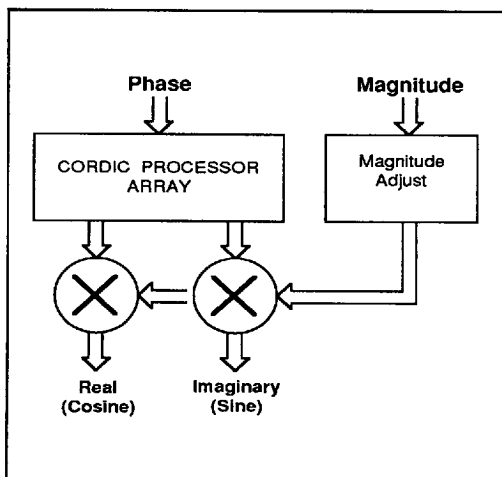 Phase
Magnitude
CORDIC PROCESSOR
ARRAY
Magnitude
Adjust
Real
(Cosine)
Imaginary
(Sine)